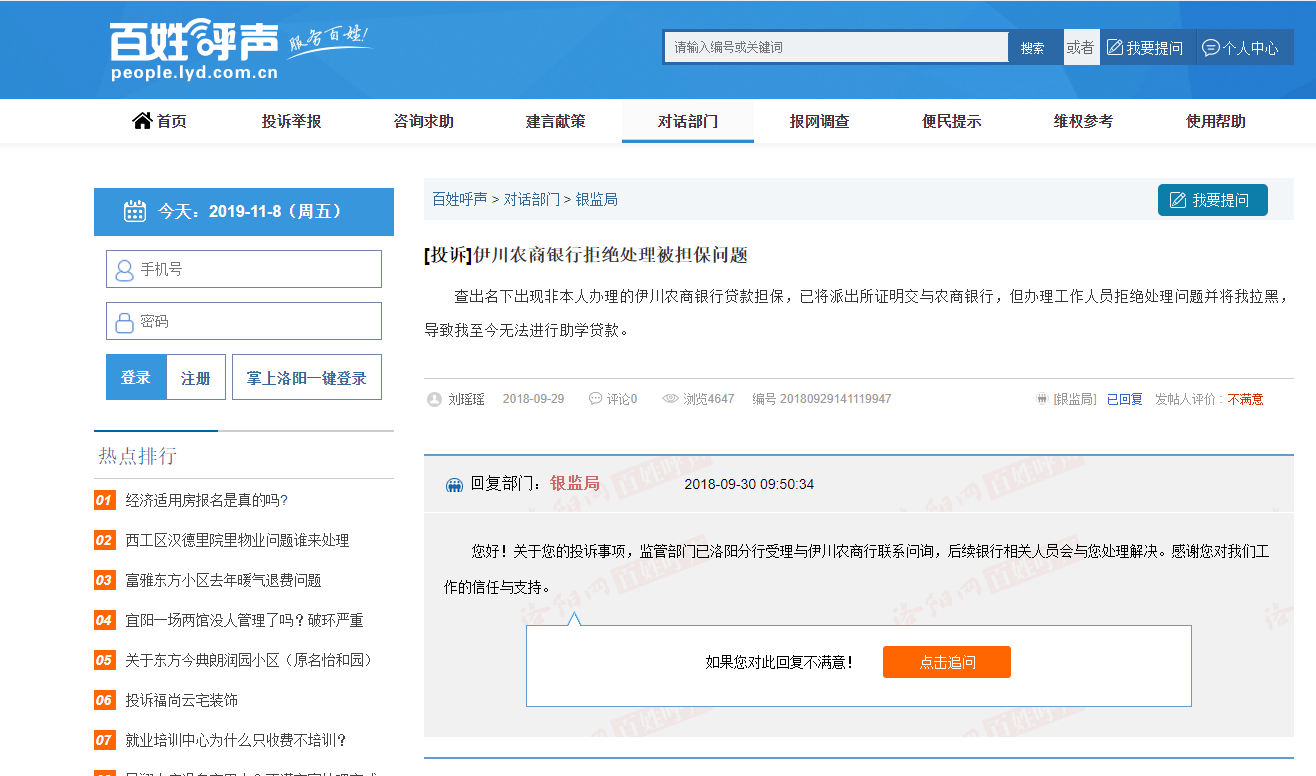 百姓呼声 服务百姓!
people.lyd.com.cn
请输入编号或关键词 搜索 或者 我要提问 个人中心
首页 投诉举报 咨询求助 建言献策 对话部门 报网调查 便民提示 维权参考 使用帮助
今天：2019-11-8（周五）
手机号
密码
登录 注册 掌上洛阳一键登录
热点排行
01 经济适用房报名是真的吗?
02 西工区汉德里院里物业问题谁来处理
03 富雅东方小区去年暖气退费问题
04 宜阳一场两馆没人管理了吗？破环严重
05 关于东方今典朗润园小区（原名怡和园）
06 投诉福尚云宅装饰
07 就业培训中心为什么只收费不培训？
百姓呼声 > 对话部门 > 银监局 我要提问
[投诉]伊川农商银行拒绝处理被担保问题
查出名下出现非本人办理的伊川农商银行贷款担保，已将派出所证明交与农商银行，但办理工作人员拒绝处理问题并将我拉黑，
导致我至今无法进行助学贷款。
刘瑶瑶 2018-09-29 评论0 浏览4647 编号 20180929141119947 [银监局] 已回复 发帖人评价：不满意
回复部门：银监局 2018-09-30 09:50:34
您好！关于您的投诉事项，监管部门已洛阳分行受理与伊川农商行联系问询，后续银行相关人员会与您处理解决。感谢您对我们工
作的信任与支持。
如果您对此回复不满意！ 点击追问
洛阳网 百姓呼声